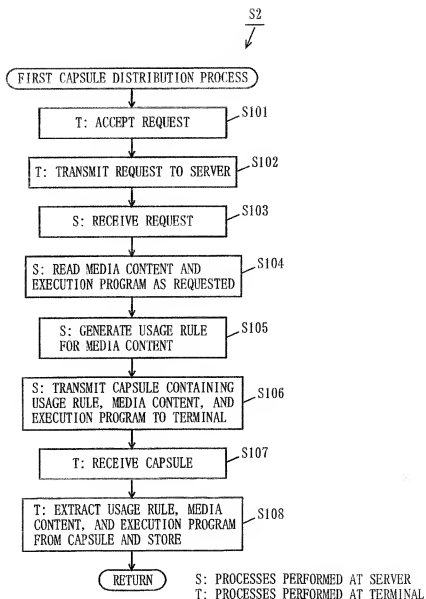 S2
FIRST CAPSULE DISTRIBUTION PROCESS
S101
T: ACCEPT REQUEST
S102
T: TRANSMIT REQUEST TO SERVER
S103
S: RECEIVE REQUEST
S104
S: READ MEDIA CONTENT AND
EXECUTION PROGRAM AS REQUESTED
S105
S: GENERATE USAGE RULE
FOR MEDIA CONTENT
S106
S: TRANSMIT CAPSULE CONTAINING
USAGE RULE, MEDIA CONTENT, AND
EXECUTION PROGRAM TO TERMINAL
S107
T: RECEIVE CAPSULE
S108
T: EXTRACT USAGE RULE, MEDIA
CONTENT, AND EXECUTION PROGRAM
FROM CAPSULE AND STORE
RETURN
S: PROCESSES PERFORMED AT SERVER
T: PROCESSES PERFORMED AT TERMINAL